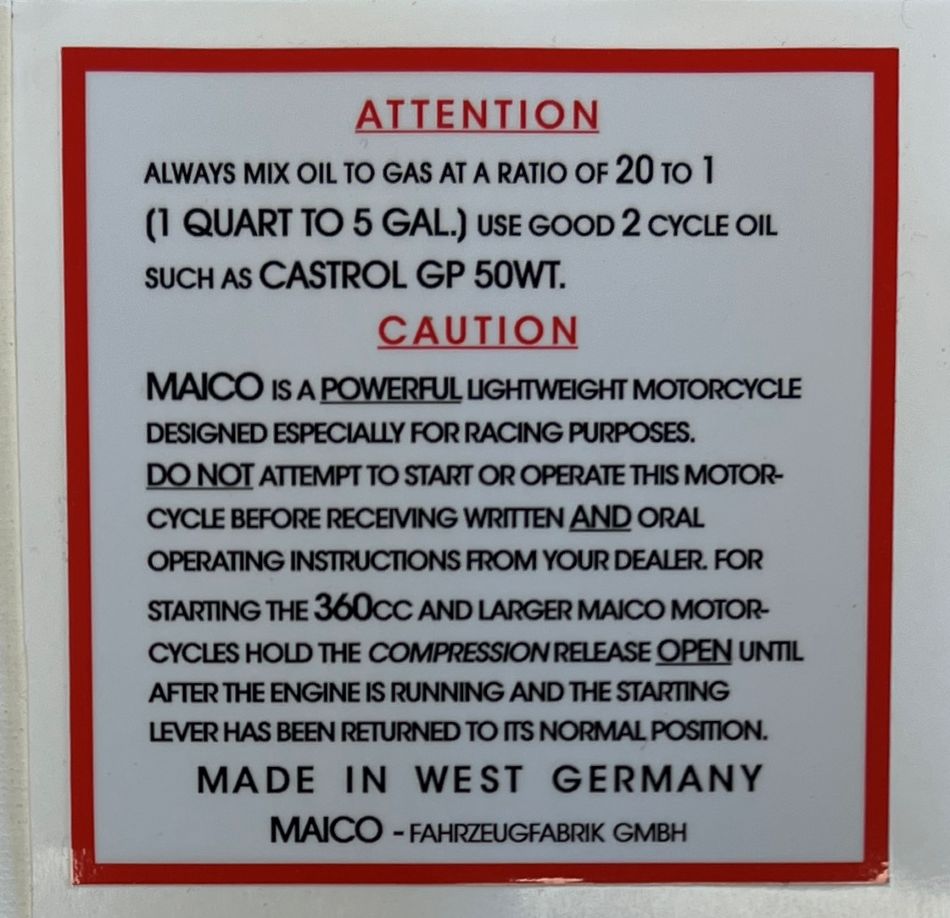 ATTENTION
ALWAYS MIX OIL TO GAS AT A RATIO OF 20 TO 1
(1 QUART TO 5 GAL.) USE GOOD 2 CYCLE OIL
SUCH AS CASTROL GP 50WT.
CAUTION
MAICO IS A POWERFUL LIGHTWEIGHT MOTORCYCLE
DESIGNED ESPECIALLY FOR RACING PURPOSES.
DO NOT ATTEMPT TO START OR OPERATE THIS MOTOR-
CYCLE BEFORE RECEIVING WRITTEN AND ORAL
OPERATING INSTRUCTIONS FROM YOUR DEALER. FOR
STARTING THE 360CC AND LARGER MAICO MOTOR-
CYCLES HOLD THE COMPRESSION RELEASE OPEN UNTIL
AFTER THE ENGINE IS RUNNING AND THE STARTING
LEVER HAS BEEN RETURNED TO ITS NORMAL POSITION.
MADE IN WEST GERMANY
MAICO - FAHRZEUGFABRIK GMBH